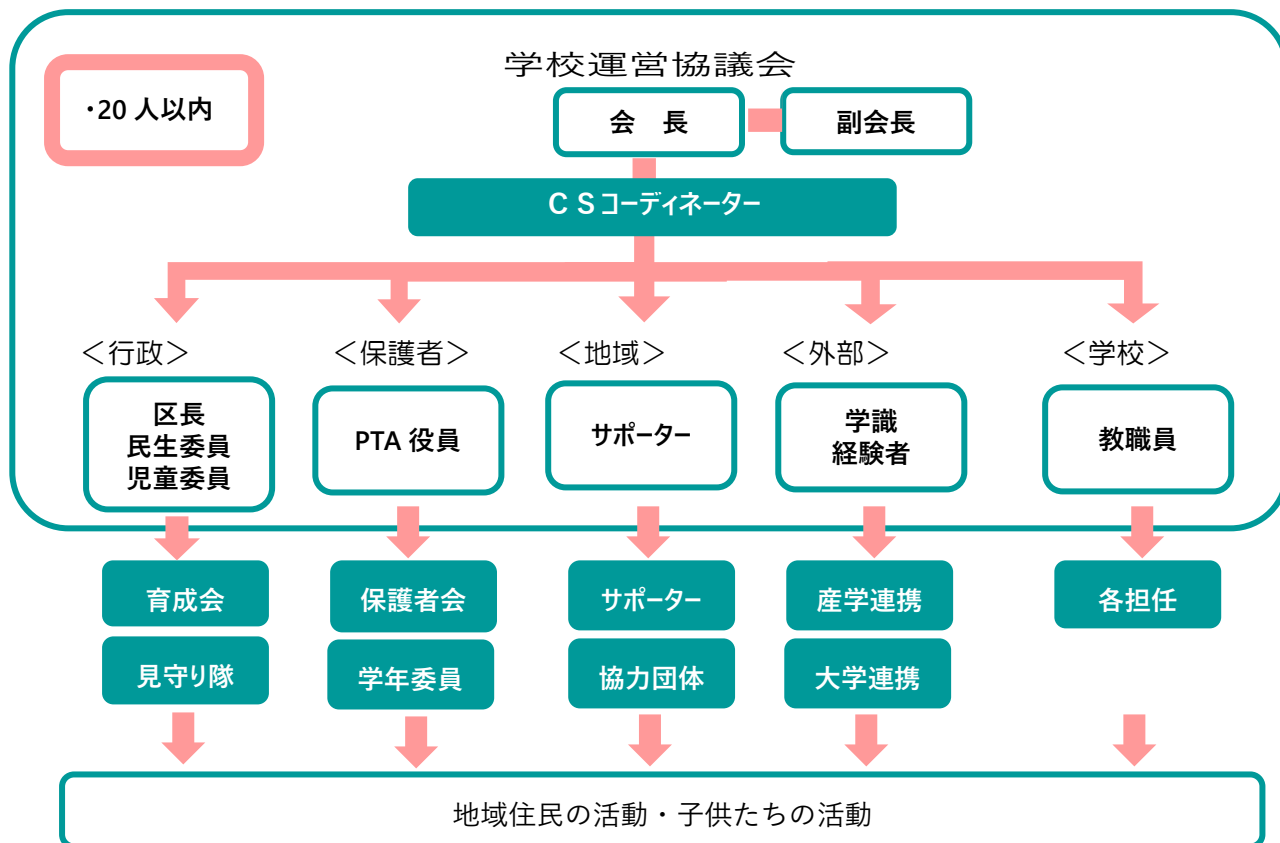 学校運営協議会
・20 人以内
会　長
副会長
ＣＳコーディネーター
＜行政＞
＜保護者＞
＜地域＞
＜外部＞
＜学校＞
区長
民生委員
児童委員
PTA 役員
サポーター
学識
経験者
教職員
育成会
保護者会
サポーター
産学連携
各担任
見守り隊
学年委員
協力団体
大学連携
地域住民の活動・子供たちの活動